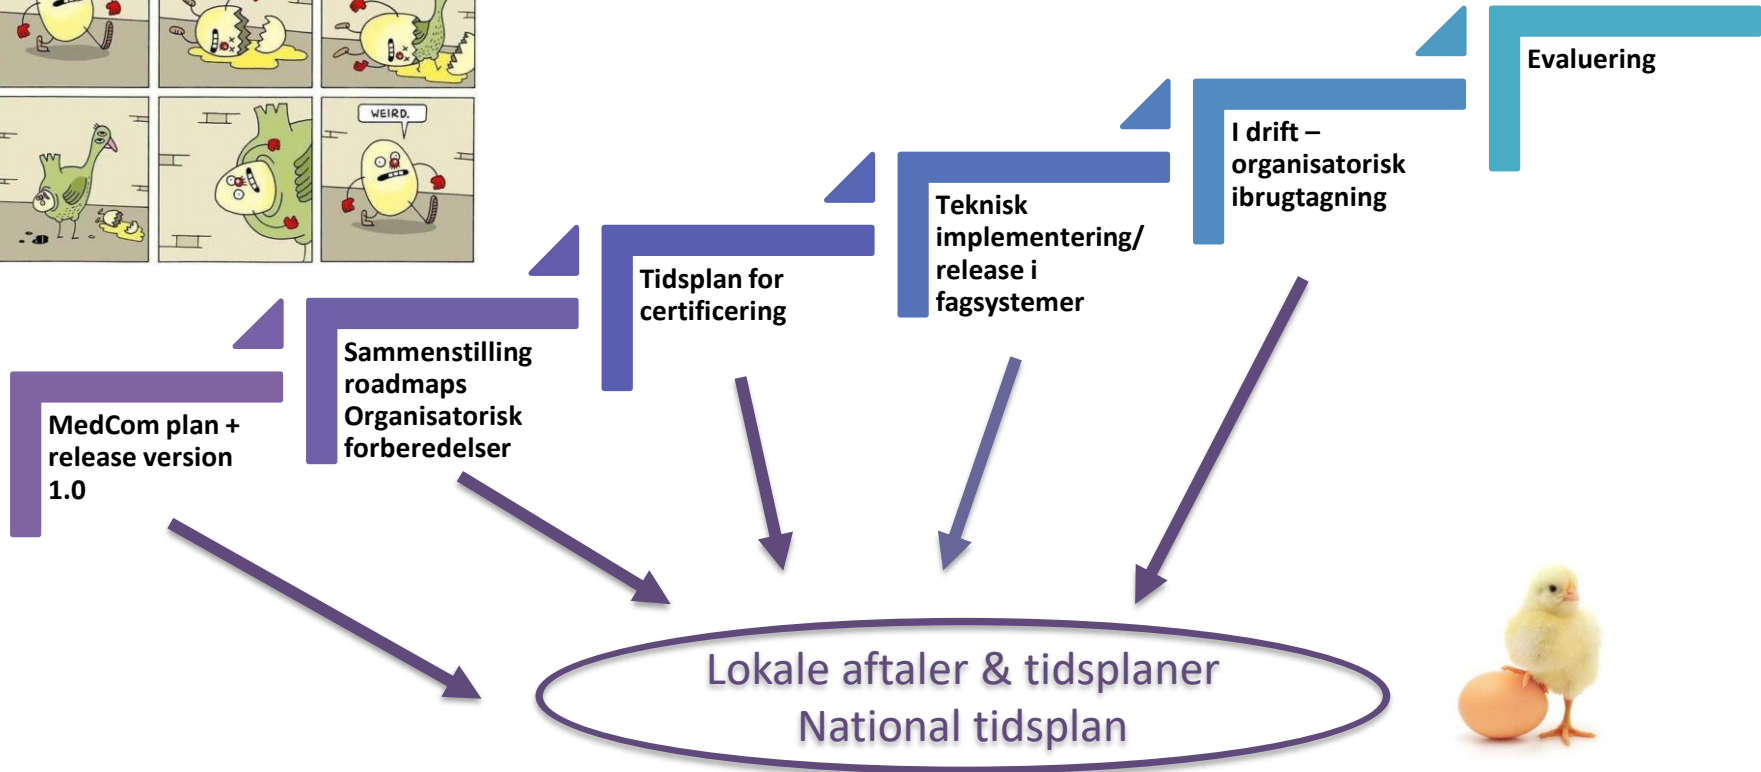 WEIRD.
MedCom plan +
release version
1.0
Sammenstilling
roadmaps
Organisatorisk
forberedelser
Tidsplan for
certificering
Teknisk
implementering/
release i
fagsystemer
I drift –
organisatorisk
ibrugtagning
Evaluering
Lokale aftaler & tidsplaner
National tidsplan